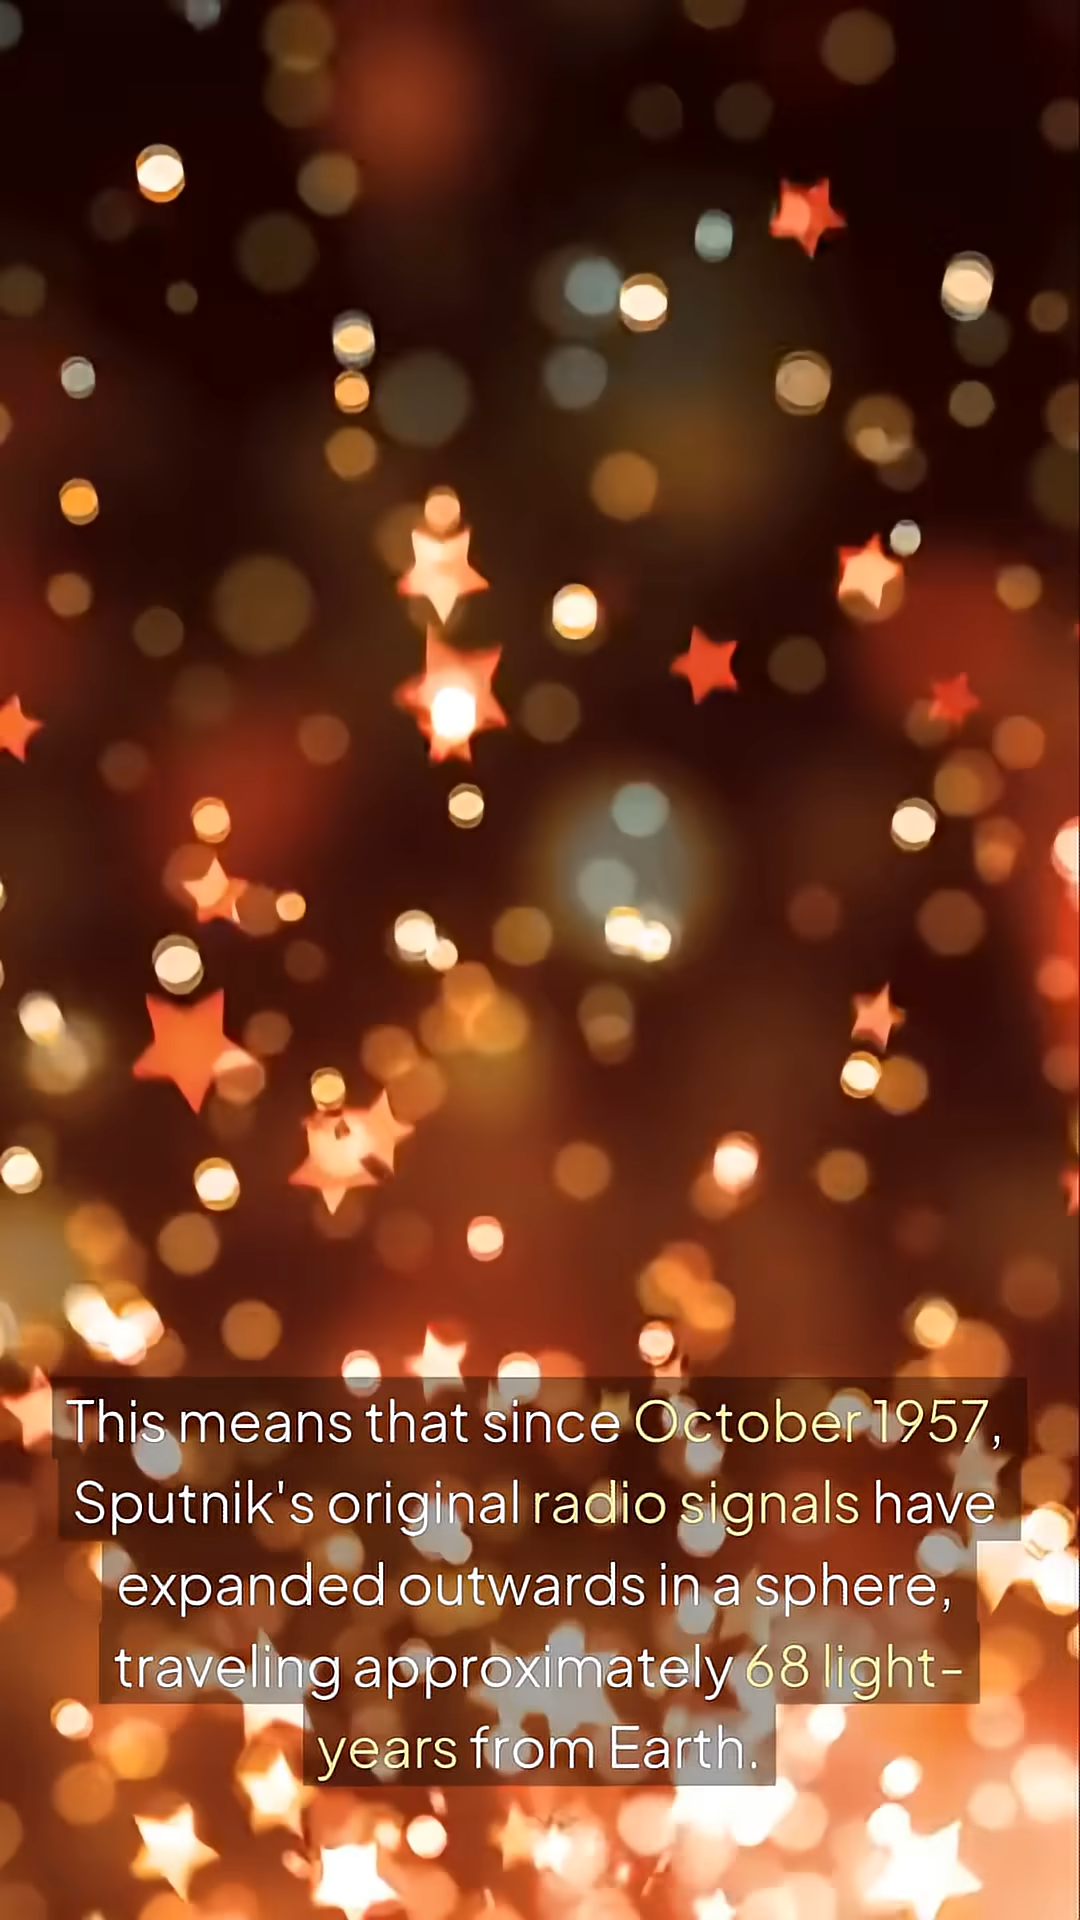 This means that since October 1957,
Sputnik's original radio signals have
expanded outwards in a sphere,
traveling approximately 68 light-
years from Earth.